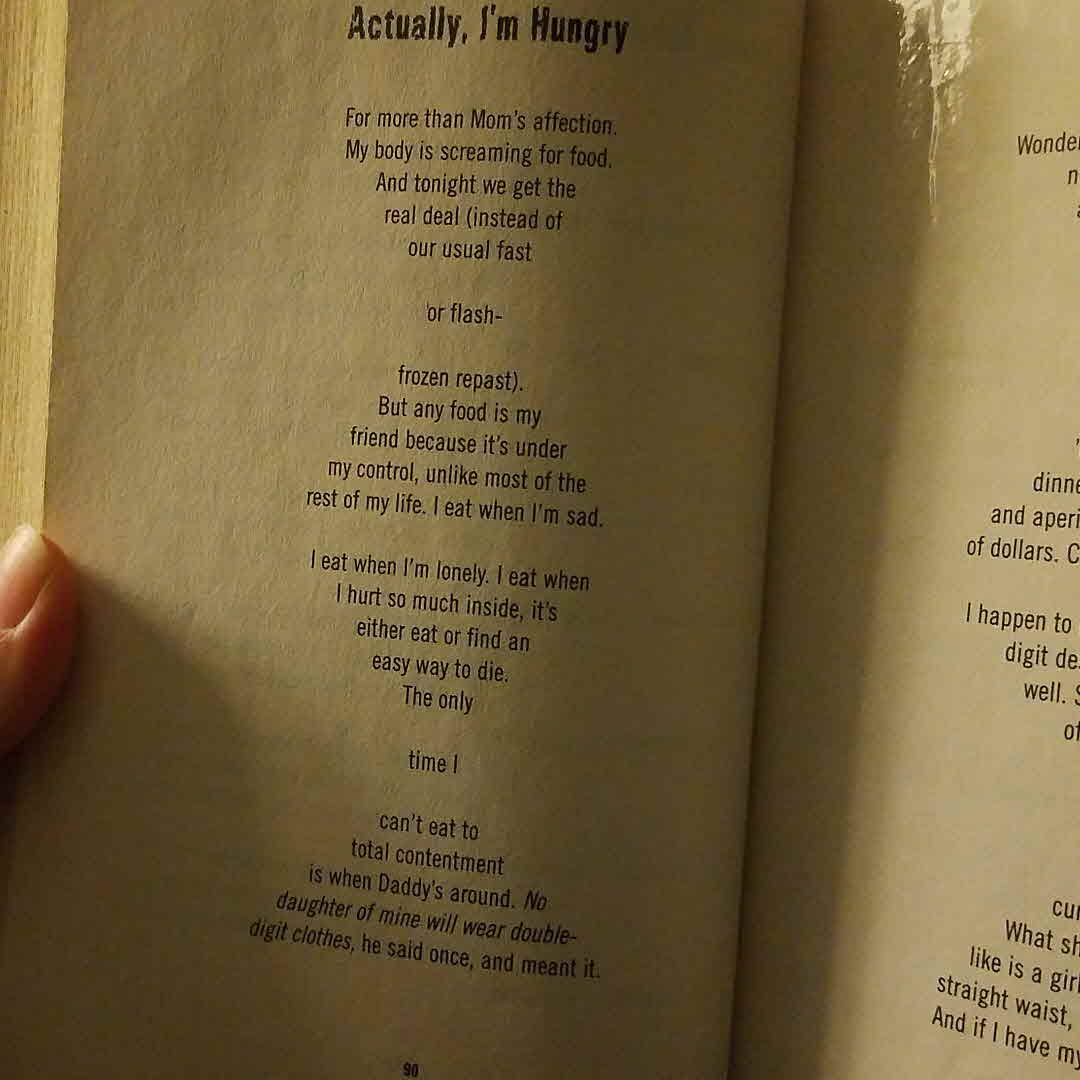 Actually, I'm Hungry
For more than Mom's affection.
My body is screaming for food.
And tonight we get the
real deal (instead of
our usual fast
or flash-
frozen repast).
But any food is my
friend because it's under
my control, unlike most of the
rest of my life. I eat when I'm sad.
I eat when I'm lonely. I eat when
I hurt so much inside, it's
either eat or find an
easy way to die.
The only
time I
can't eat to
total contentment
is when Daddy's around. No
daughter of mine will wear double-
digit clothes, he said once, and meant it.
90
dinne
and aperi
of dollars. C
I happen to
digit de
well. S
of
cur
What sh
like is a girl
straight waist,
And if I have my